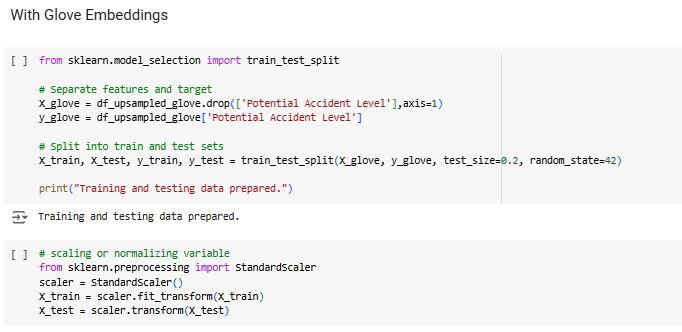 With Glove Embeddings
[ ] from sklearn.model_selection import train_test_split
# Separate features and target
X_glove = df_upsampled_glove.drop(['Potential Accident Level'],axis=1)
y_glove = df_upsampled_glove['Potential Accident Level']
# Split into train and test sets
X_train, X_test, y_train, y_test = train_test_split(X_glove, y_glove, test_size=0.2, random_state=42)
print("Training and testing data prepared.")
Training and testing data prepared.
[ ] # scaling or normalizing variable
from sklearn.preprocessing import StandardScaler
scaler = StandardScaler()
X_train = scaler.fit_transform(X_train)
X_test = scaler.transform(X_test)